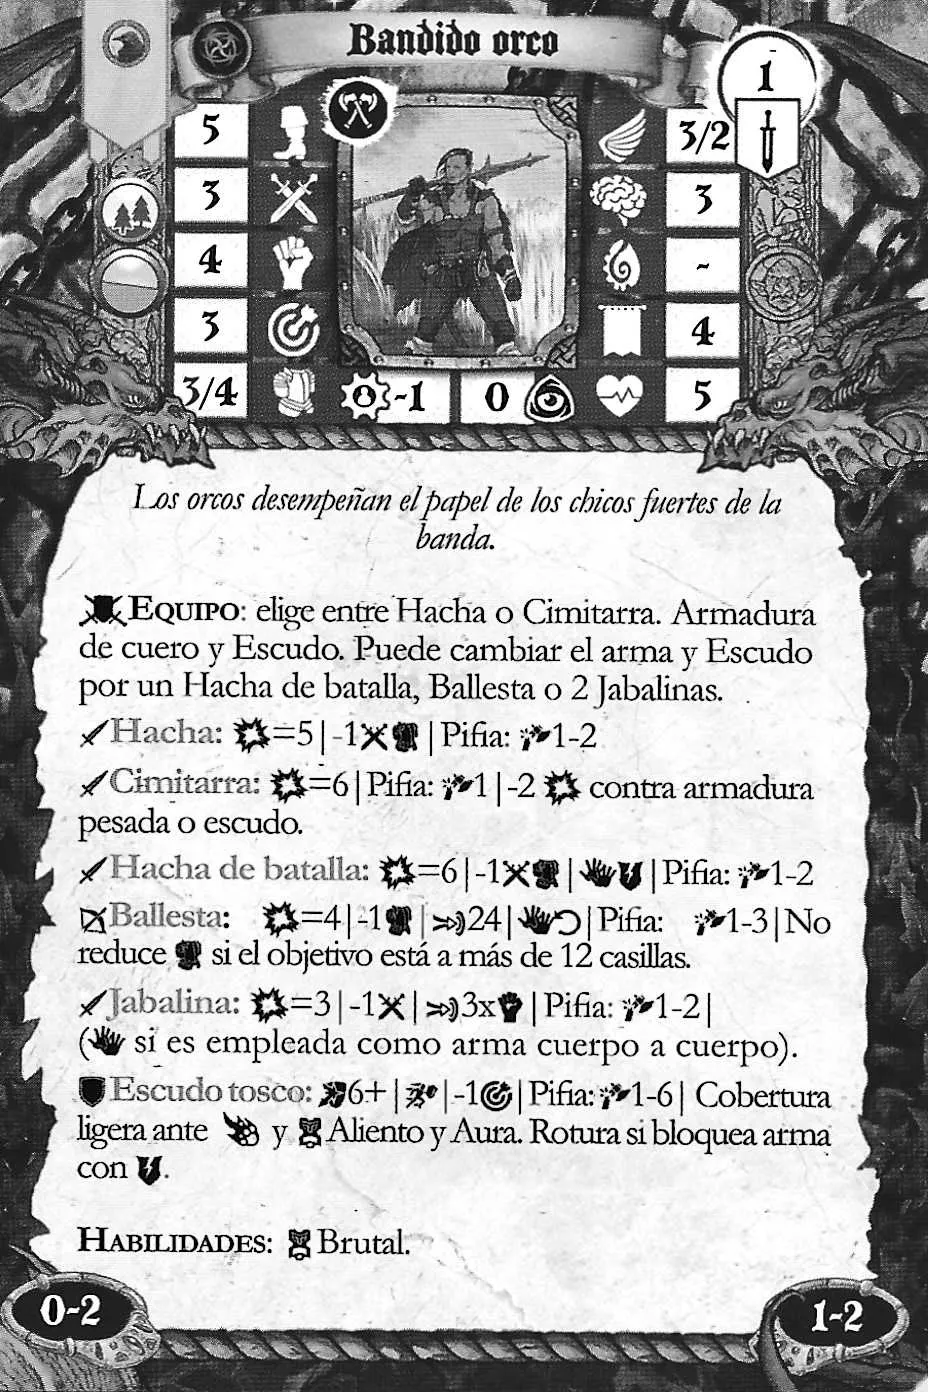 Bandido orco
1
5
3/2
3
3
4
-
3
4
3/4
-1
0
5
Los orcos desempeñan el papel de los chicos fuertes de la
banda.
EQUIPO: elige entre Hacha o Cimitarra. Armadura
de cuero y Escudo. Puede cambiar el arma y Escudo
por un Hacha de batalla, Ballesta o 2 Jabalinas.
Hacha: =5|-1 | Pifia: 1-2
Cimitarra: =6|Pifia: 1|-2 contra armadura
pesada o escudo.
Hacha de batalla: =6|-1 | |Pifia: 1-2
Ballesta: =4|-1 | 24| |Pifia: 1-3|No
reduce si el objetivo está a más de 12 casillas.
Jabalina: =3|-1 | 3x | Pifia: 1-2|
( si es empleada como arma cuerpo a cuerpo).
Escudo tosco: 6+| |-1 |Pifia: 1-6| Cobertura
ligera ante y Aliento y Aura. Rotura si bloquea arma
con .
HABILIDADES: Brutal.
0-2
1-2